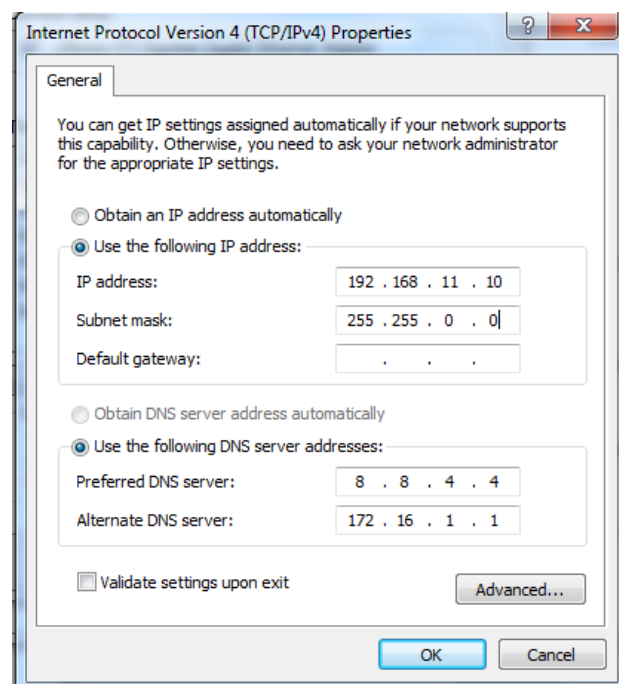 Internet Protocol Version 4 (TCP/IPv4) Properties
?
General
You can get IP settings assigned automatically if your network supports
this capability. Otherwise, you need to ask your network administrator
for the appropriate IP settings.
Obtain an IP address automatically
Use the following IP address:
IP address: 192 . 168 . 11 . 10
Subnet mask: 255 . 255 . 0 . 0
Default gateway: . . .
Obtain DNS server address automatically
Use the following DNS server addresses:
Preferred DNS server: 8 . 8 . 4 . 4
Alternate DNS server: 172 . 16 . 1 . 1
Validate settings upon exit
Advanced...
OK Cancel